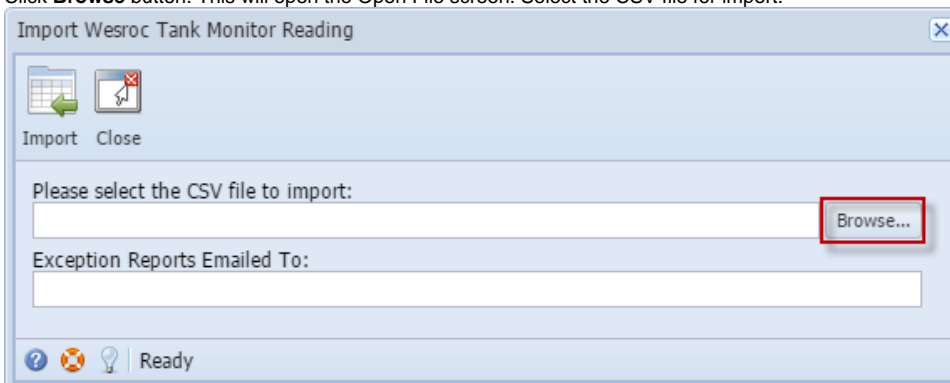 Click Browse button. This will open the Open File screen. Select the CSV file for import.
Import Wesroc Tank Monitor Reading
Import Close
Please select the CSV file to import:
Browse...
Exception Reports Emailed To:
Ready